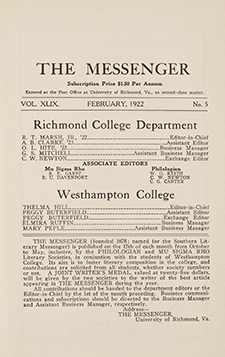 THE MESSENGER
Subscription Price $1.50 Per Annum
Entered at the Post Office at University of Richmond, Va., as second-class matter.
VOL. XLIX. FEBRUARY, 1922 No. 5
Richmond College Department
R. T. MARSH, JR., '22 Editor-in-Chief
A. B. CLARKE, '23 Assistant Editor
O. L. HITE, '22 Business Manager
G. S. MITCHELL Assistant Business Manager
C. W. NEWTON Exchange Editor
ASSOCIATE EDITORS
Mu Sigma Rho Philologian
R. E. GARST W. G. KEITH
B. U. DAVENPORT C. W. NEWTON
C. G. CARTER
Westhampton College
THELMA HILL Editor-in-Chief
PEGGY BUTERFIELD Assistant Editor
PEGGY BUTERFIELD Exchange Editor
ELMIRA RUFFIN Business Manager
MARY PEPLE Assistant Business Manager
THE MESSENGER (founded 1878; named for the Southern Lit-
erary Messenger) is published on the 15th of each month from October
to May, inclusive, by the PHILOLOGIAN and MU SIGMA RHO
Literary Societies, in conjunction with the students of Westhampton
College. Its aim is to foster literary composition in the college, and
contributions are solicited from all students, whether society members
or not. A JOINT WRITER'S MEDAL, valued at twenty-five dollars,
will be given by the two societies to the writer of the best article
appearing in THE MESSENGER during the year.
All contributions should be handed to the department editors or the
Editor-in-Chief by the 1st of the month preceding. Business communi-
cations and subscriptions should be directed to the Business Manager
and Assistant Business Manager, respectively.
Address—
THE MESSENGER,
University of Richmond, Va.